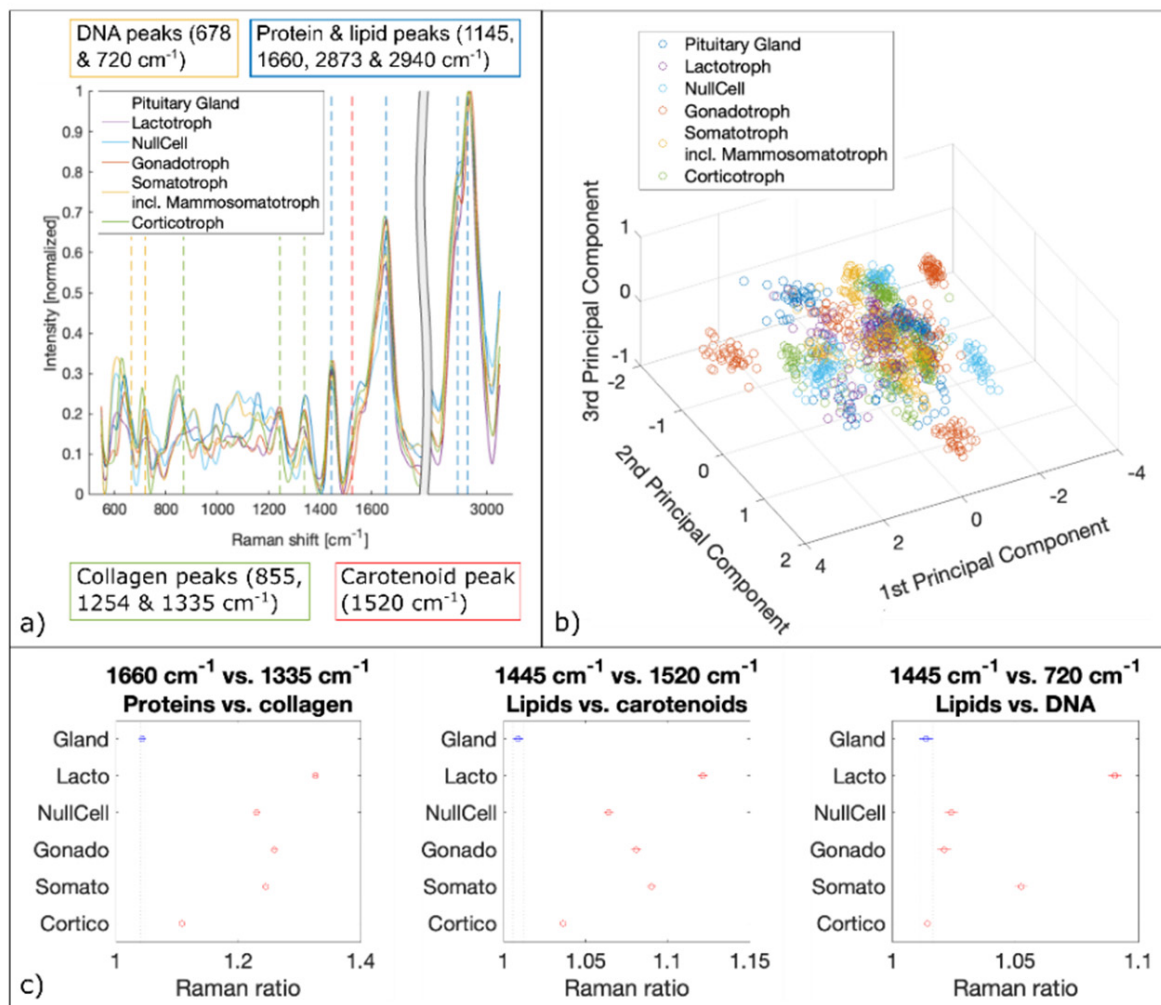 DNA peaks (678
& 720 cm⁻¹)
Protein & lipid peaks (1145,
1660, 2873 & 2940 cm⁻¹)
Pituitary Gland
Lactotroph
NullCell
Gonadotroph
Somatotroph
incl. Mammosomatotroph
Corticotroph
Intensity [normalized]
1
0.9
0.8
0.7
0.6
0.5
0.4
0.3
0.2
0.1
0
600 800 1000 1200 1400 1600 3000
Raman shift [cm⁻¹]
Collagen peaks (855,
1254 & 1335 cm⁻¹)
Carotenoid peak
(1520 cm⁻¹)
a)
Pituitary Gland
Lactotroph
NullCell
Gonadotroph
Somatotroph
incl. Mammosomatotroph
Corticotroph
3rd Principal Component
1
0
-1
-2
-1
0
1
2
2nd Principal Component
4
2
0
-2
-4
1st Principal Component
b)
1660 cm⁻¹ vs. 1335 cm⁻¹
Proteins vs. collagen
Gland
Lacto
NullCell
Gonado
Somato
Cortico
1 1.2 1.4
Raman ratio
1445 cm⁻¹ vs. 1520 cm⁻¹
Lipids vs. carotenoids
Gland
Lacto
NullCell
Gonado
Somato
Cortico
1 1.05 1.1 1.15
Raman ratio
1445 cm⁻¹ vs. 720 cm⁻¹
Lipids vs. DNA
Gland
Lacto
NullCell
Gonado
Somato
Cortico
1 1.05 1.1
Raman ratio
c)